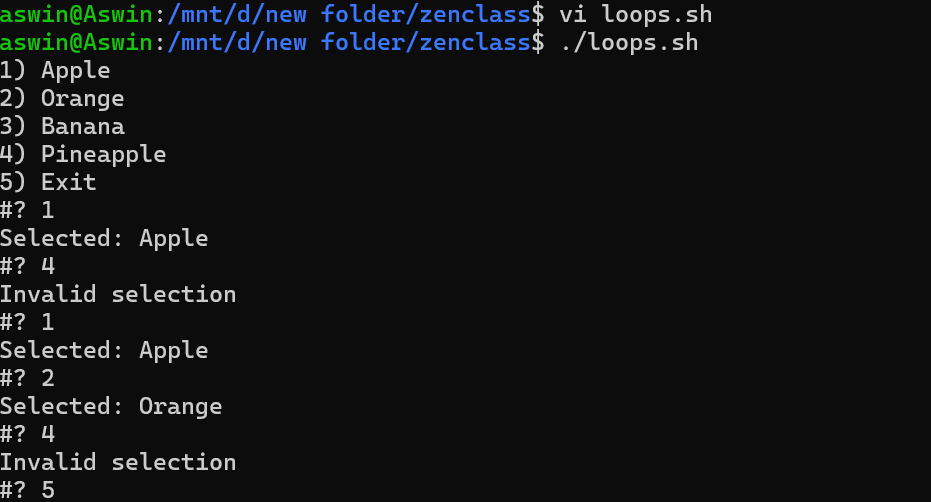 aswin@Aswin:/mnt/d/new folder/zenclass$ vi loops.sh
aswin@Aswin:/mnt/d/new folder/zenclass$ ./loops.sh
1) Apple
2) Orange
3) Banana
4) Pineapple
5) Exit
#? 1
Selected: Apple
#? 4
Invalid selection
#? 1
Selected: Apple
#? 2
Selected: Orange
#? 4
Invalid selection
#? 5